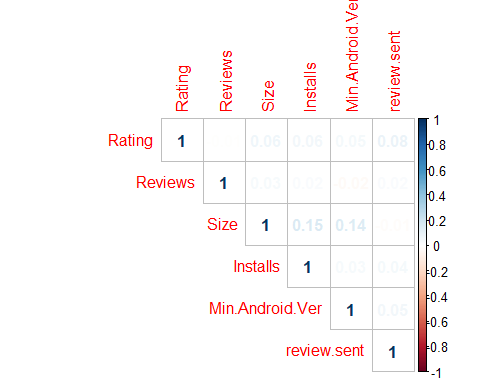 Rating
Reviews
Size
Installs
Min.Android.Ver
review.sent
Rating 1 0.06 0.06 0.05 0.08
Reviews 1 0.03 0.02 -0.02 0.02
Size 1 0.15 0.14
Installs 1 0.03 0.04
Min.Android.Ver 1 0.05
review.sent 1
1
0.8
0.6
0.4
0.2
0
-0.2
-0.4
-0.6
-0.8
-1